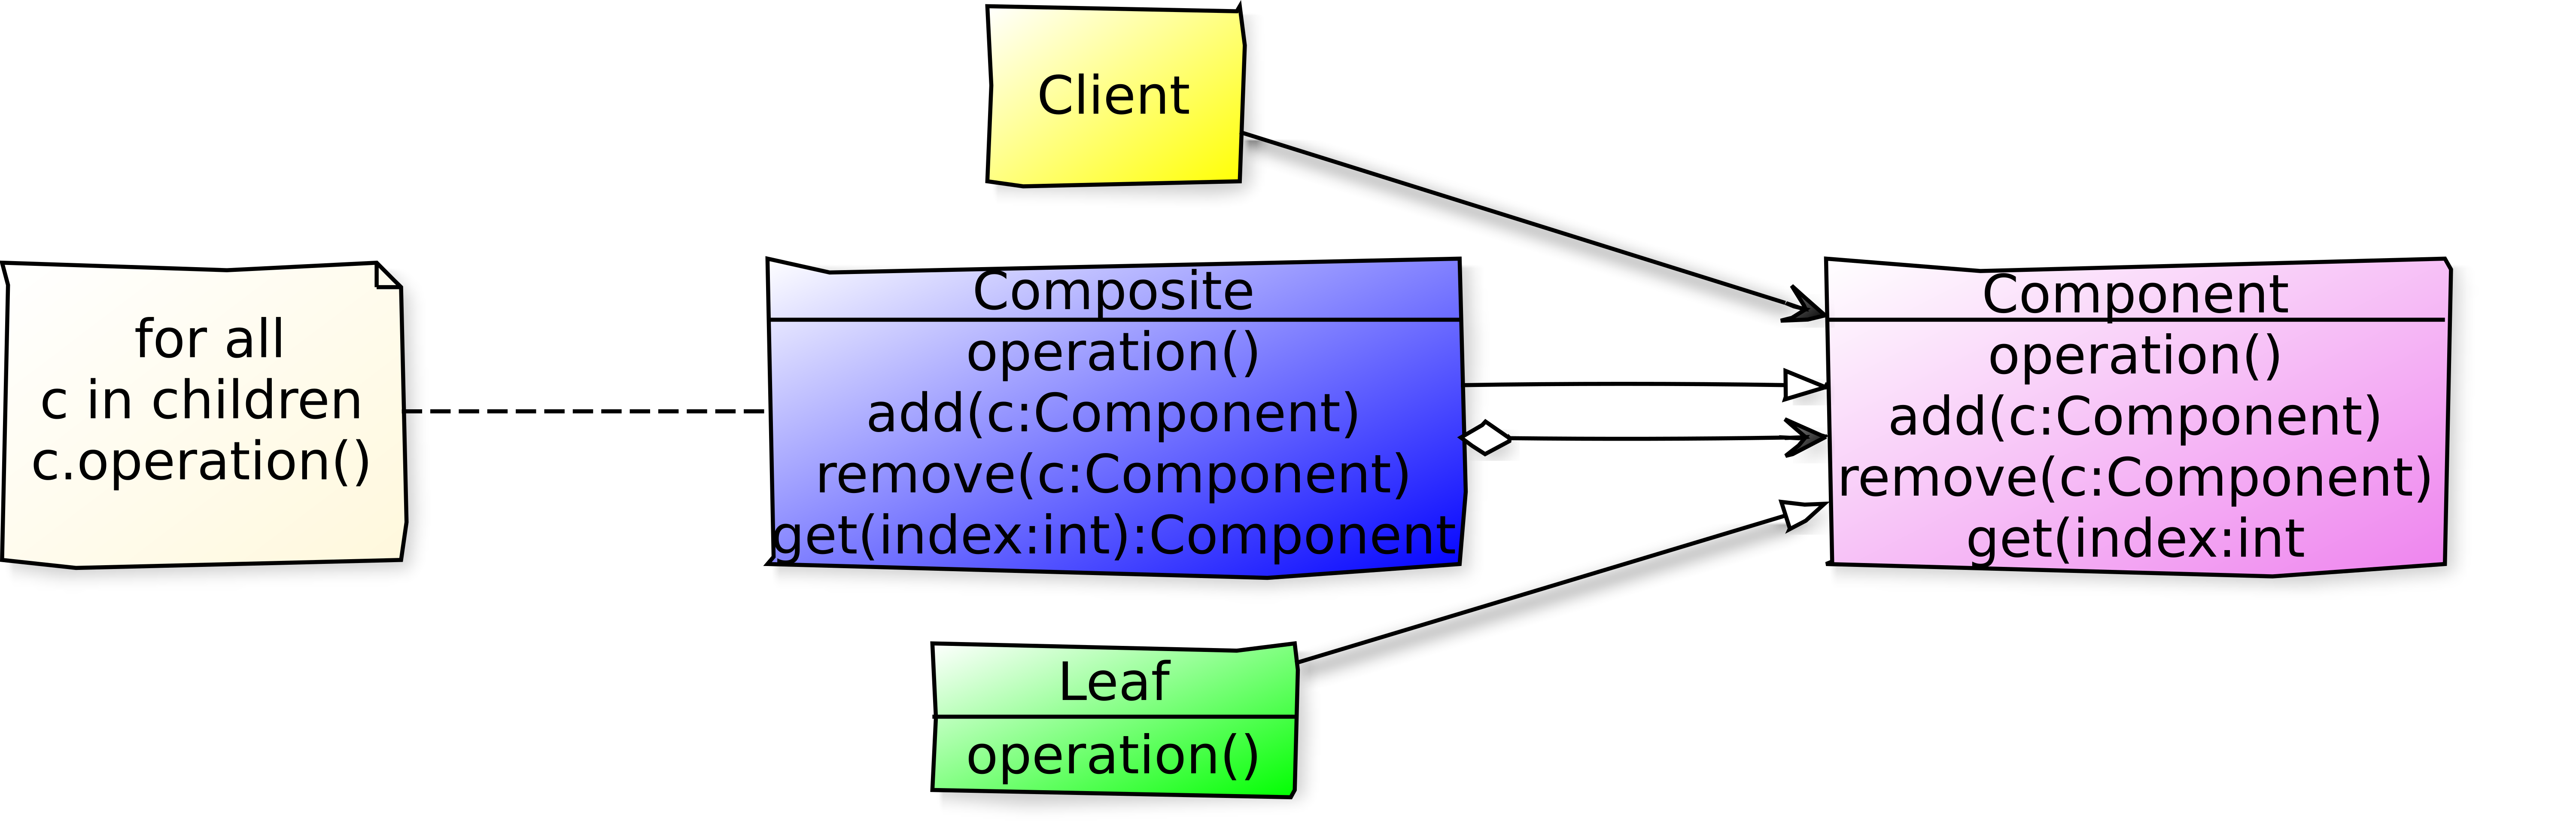 Client
for all
c in children
c.operation()
Composite
operation()
add(c:Component)
remove(c:Component)
get(index:int):Component
Component
operation()
add(c:Component)
remove(c:Component)
get(index:int
Leaf
operation()